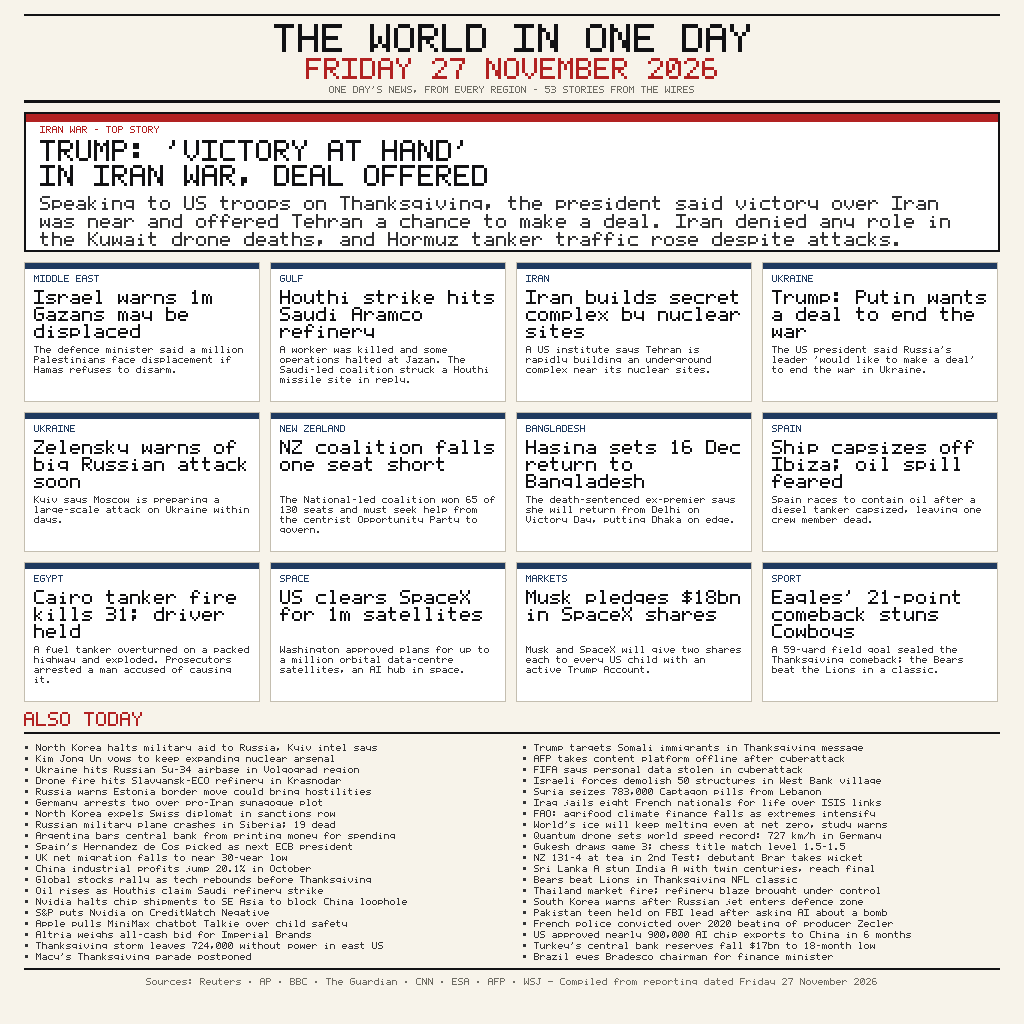 THE WORLD IN ONE DAY
FRIDAY 27 NOVEMBER 2026
ONE DAY'S NEWS, FROM EVERY REGION - 53 STORIES FROM THE WIRES
IRAN WAR - TOP STORY
TRUMP: 'VICTORY AT HAND'
IN IRAN WAR, DEAL OFFERED
Speaking to US troops on Thanksgiving, the president said victory over Iran
was near and offered Tehran a chance to make a deal. Iran denied any role in
the Kuwait drone deaths, and Hormuz tanker traffic rose despite attacks.
MIDDLE EAST
Israel warns 1m
Gazans may be
displaced
The defence minister said a million
Palestinians face displacement if
Hamas refuses to disarm.
GULF
Houthi strike hits
Saudi Aramco
refinery
A worker was killed and some
operations halted at Jazan. The
Saudi-led coalition struck a Houthi
missile site in reply.
IRAN
Iran builds secret
complex by nuclear
sites
A US institute says Tehran is
rapidly building an underground
complex near its nuclear sites.
UKRAINE
Trump: Putin wants
a deal to end the
war
The US president said Russia's
leader 'would like to make a deal'
to end the war in Ukraine.
UKRAINE
Zelensky warns of
big Russian attack
soon
Kyiv says Moscow is preparing a
large-scale attack on Ukraine within
days.
NEW ZEALAND
NZ coalition falls
one seat short
The National-led coalition won 65 of
130 seats and must seek help from
the centrist Opportunity Party to
govern.
BANGLADESH
Hasina sets 16 Dec
return to
Bangladesh
The death-sentenced ex-premier says
she will return from Delhi on
Victory Day, putting Dhaka on edge.
SPAIN
Ship capsizes off
Ibiza; oil spill
feared
Spain races to contain oil after a
diesel tanker capsized, leaving one
crew member dead.
EGYPT
Cairo tanker fire
kills 31; driver
held
A fuel tanker overturned on a packed
highway and exploded. Prosecutors
arrested a man accused of causing
it.
SPACE
US clears SpaceX
for 1m satellites
Washington approved plans for up to
a million orbital data-centre
satellites, an AI hub in space.
MARKETS
Musk pledges $18bn
in SpaceX shares
Musk and SpaceX will give two shares
each to every US child with an
active Trump Account.
SPORT
Eagles' 21-point
comeback stuns
Cowboys
A 59-yard field goal sealed the
Thanksgiving comeback; the Bears
beat the Lions in a classic.
ALSO TODAY
▪ North Korea halts military aid to Russia, Kyiv intel says
▪ Kim Jong Un vows to keep expanding nuclear arsenal
▪ Ukraine hits Russian Su-34 airbase in Volgograd region
▪ Drone fire hits Slavyansk-ECO refinery in Krasnodar
▪ Russia warns Estonia border move could bring hostilities
▪ Germany arrests two over pro-Iran synagogue plot
▪ North Korea expels Swiss diplomat in sanctions row
▪ Russian military plane crashes in Siberia; 19 dead
▪ Argentina bars central bank from printing money for spending
▪ Spain's Hernandez de Cos picked as next ECB president
▪ UK net migration falls to near 30-year low
▪ China industrial profits jump 20.1% in October
▪ Global stocks rally as tech rebounds before Thanksgiving
▪ Oil rises as Houthis claim Saudi refinery strike
▪ Nvidia halts chip shipments to SE Asia to block China loophole
▪ S&P puts Nvidia on CreditWatch Negative
▪ Apple pulls MiniMax chatbot Talkie over child safety
▪ Altria weighs all-cash bid for Imperial Brands
▪ Thanksgiving storm leaves 724,000 without power in east US
▪ Macy's Thanksgiving parade postponed
▪ Trump targets Somali immigrants in Thanksgiving message
▪ AFP takes content platform offline after cyberattack
▪ FIFA says personal data stolen in cyberattack
▪ Israeli forces demolish 50 structures in West Bank village
▪ Syria seizes 783,000 Captagon pills from Lebanon
▪ Iraq jails eight French nationals for life over ISIS links
▪ FAO: agrifood climate finance falls as extremes intensify
▪ World's ice will keep melting even at net zero, study warns
▪ Quantum drone sets world speed record: 727 km/h in Germany
▪ Gukesh draws game 3; chess title match level 1.5-1.5
▪ NZ 131-4 at tea in 2nd Test; debutant Brar takes wicket
▪ Sri Lanka A stun India A with twin centuries, reach final
▪ Bears beat Lions in Thanksgiving NFL classic
▪ Thailand market fire; refinery blaze brought under control
▪ South Korea warns after Russian jet enters defence zone
▪ Pakistan teen held on FBI lead after asking AI about a bomb
▪ French police convicted over 2020 beating of producer Zecler
▪ US approved nearly 900,000 AI chip exports to China in 6 months
▪ Turkey's central bank reserves fall $17bn to 18-month low
▪ Brazil eyes Bradesco chairman for finance minister
Sources: Reuters · AP · BBC · The Guardian · CNN · ESA · AFP · WSJ — Compiled from reporting dated Friday 27 November 2026